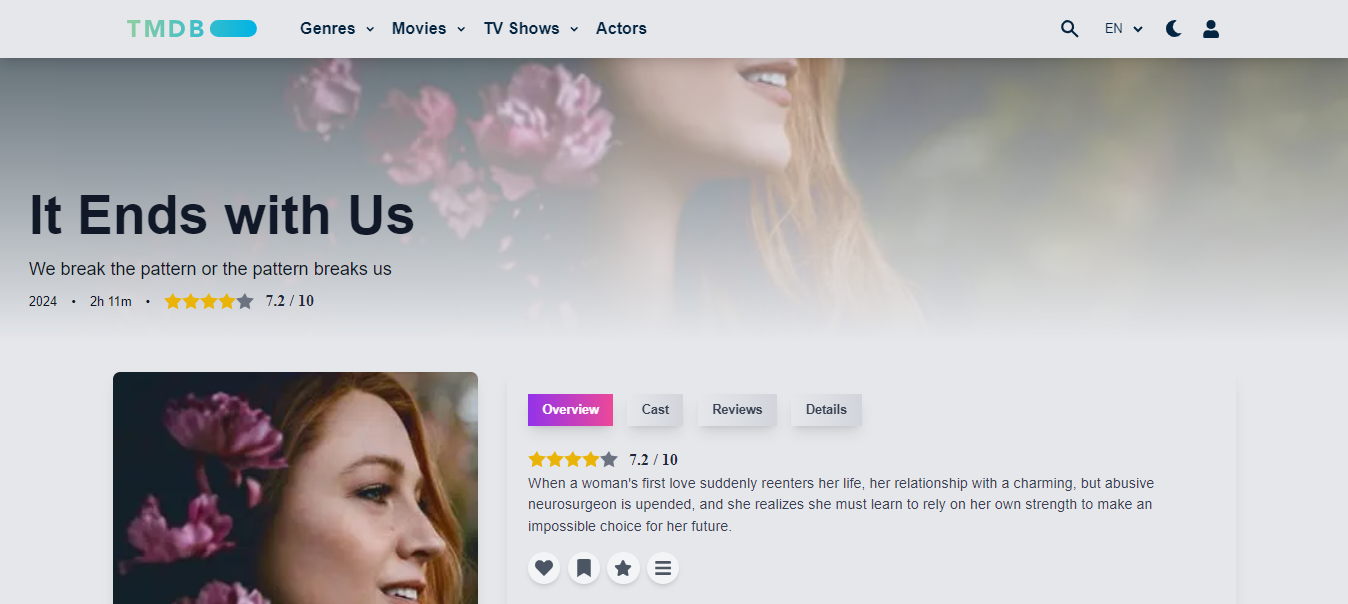 TMDB
Genres
Movies
TV Shows
Actors
EN
It Ends with Us
We break the pattern or the pattern breaks us
2024 • 2h 11m • 7.2 / 10
Overview
Cast
Reviews
Details
7.2 / 10
When a woman's first love suddenly reenters her life, her relationship with a charming, but abusive
neurosurgeon is upended, and she realizes she must learn to rely on her own strength to make an
impossible choice for her future.